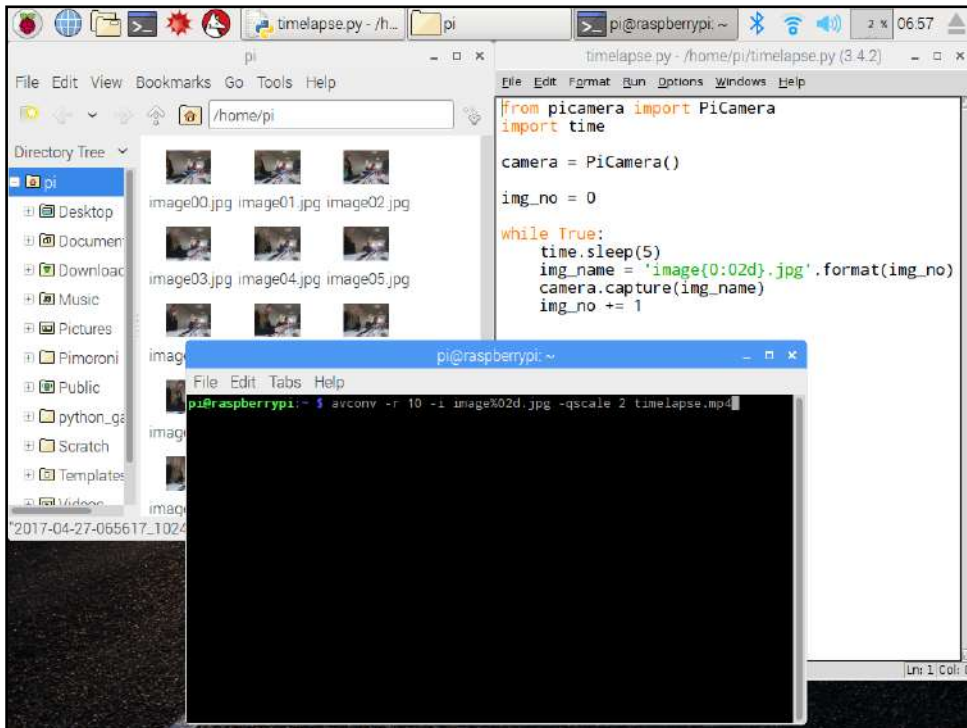 timelapse.py - /h...
pi
pi@raspberrypi: ~
2 %
06:57
pi
File Edit View Bookmarks Go Tools Help
/home/pi
Directory Tree
pi
Desktop
Documen
Downloac
Music
Pictures
Pimoroni
Public
python_ga
Scratch
Templates
Videos
image00.jpg image01.jpg image02.jpg
image03.jpg image04.jpg image05.jpg
imag
imag
imag
"2017-04-27-065617_1024
timelapse.py - /home/pi/timelapse.py (3.4.2)
File Edit Format Run Options Windows Help
from picamera import PiCamera
import time
camera = PiCamera()
img_no = 0
while True:
time.sleep(5)
img_name = 'image{0:02d}.jpg'.format(img_no)
camera.capture(img_name)
img_no += 1
Ln: 1 Col:
pi@raspberrypi: ~
File Edit Tabs Help
pi@raspberrypi:~ $ avconv -r 10 -i image%02d.jpg -qscale 2 timelapse.mp4